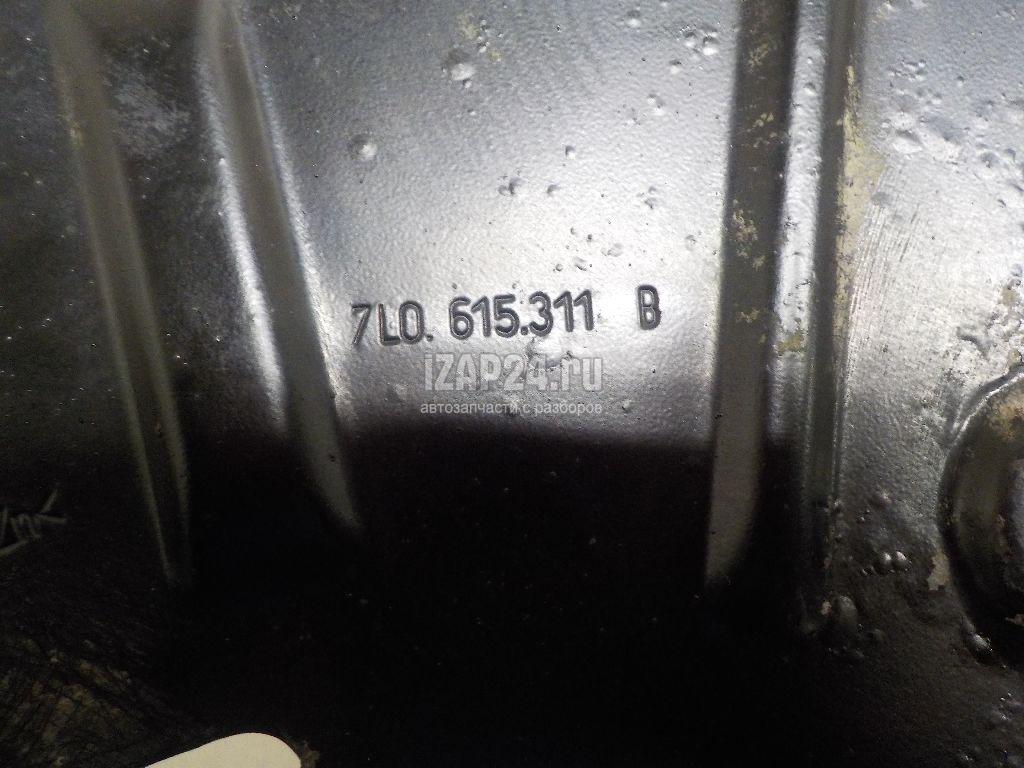 7L0. 615.311 B
iZAP24.ru
автозапчасти с разборов